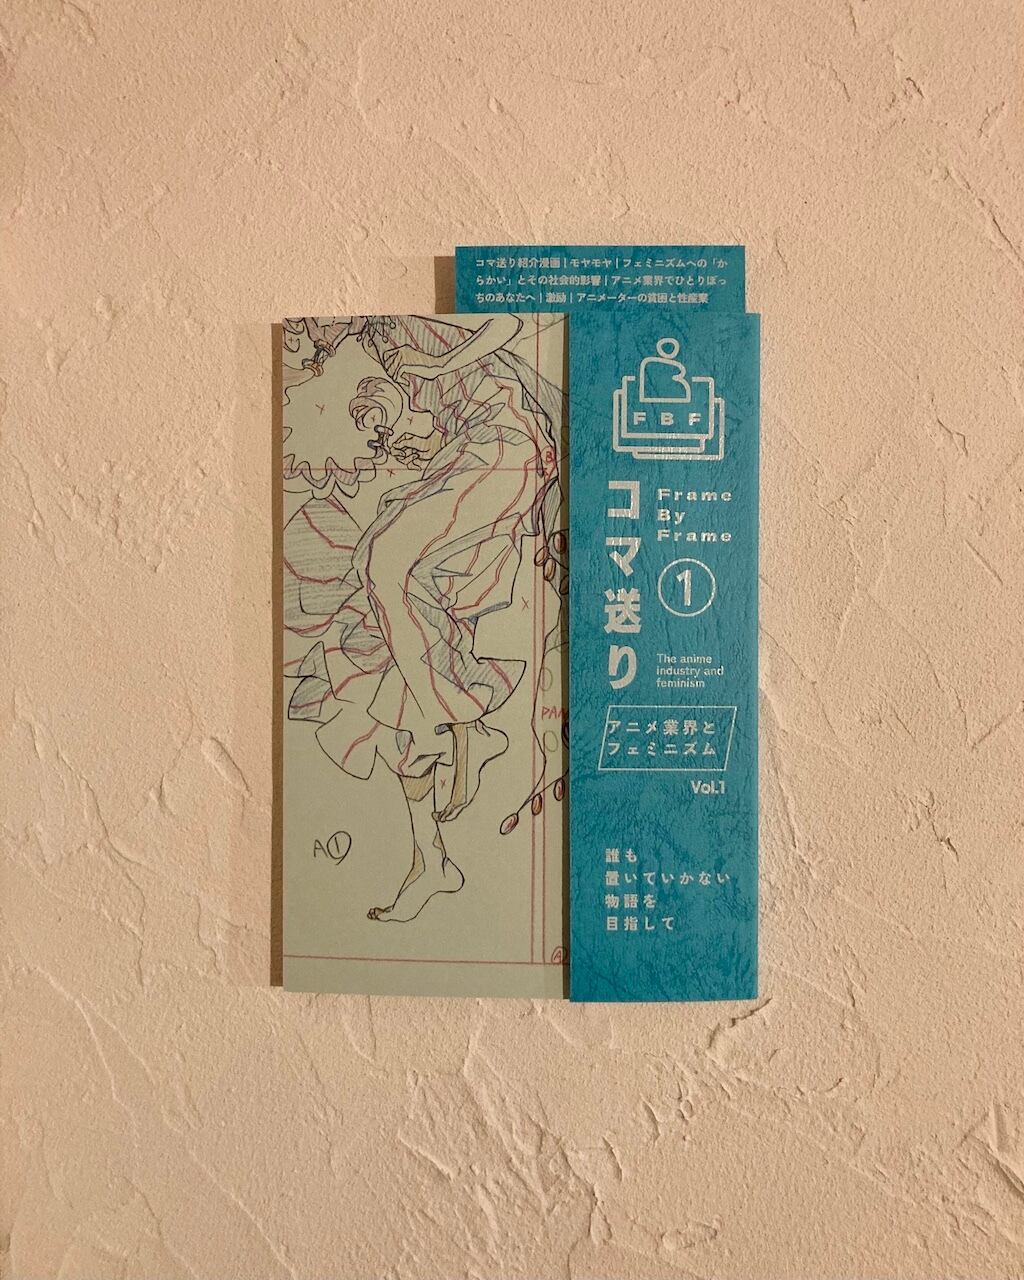 コマ送り紹介漫画|モヤモヤ|フェミニズムへの「か
らかい」とその社会的影響|アニメ業界でひとりぼっ
ちのあなたへ|激励|アニメーターの貧困と性産業
FBF
コマ送り
Frame
By
Frame
1
The anime
industry and
feminism
アニメ業界と
フェミニズム
Vol.1
誰も
置いていかない
物語を
目指して
A①
B
PAN
A